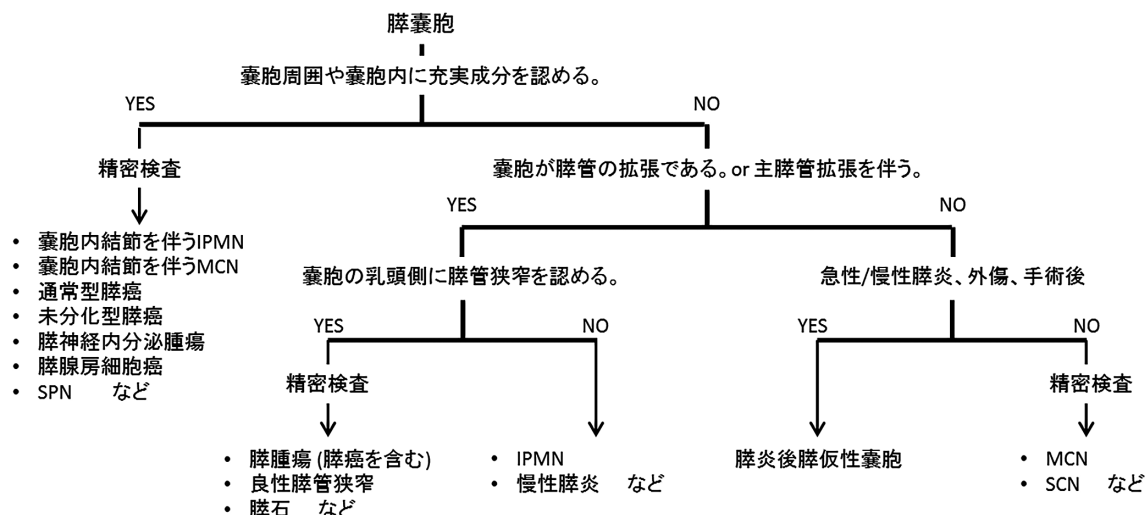 膵嚢胞
嚢胞周囲や嚢胞内に充実成分を認める。
YES
NO
精密検査
嚢胞が膵管の拡張である。or 主膵管拡張を伴う。
YES
NO
• 嚢胞内結節を伴うIPMN
• 嚢胞内結節を伴うMCN
• 通常型膵癌
• 未分化型膵癌
• 膵神経内分泌腫瘍
• 膵腺房細胞癌
• SPN など
嚢胞の乳頭側に膵管狭窄を認める。
急性/慢性膵炎、外傷、手術後
YES
NO
YES
NO
精密検査
精密検査
• 膵腫瘍 (膵癌を含む)
• 良性膵管狭窄
• 膵石 など
• IPMN
• 慢性膵炎 など
膵炎後膵仮性嚢胞
• MCN
• SCN など